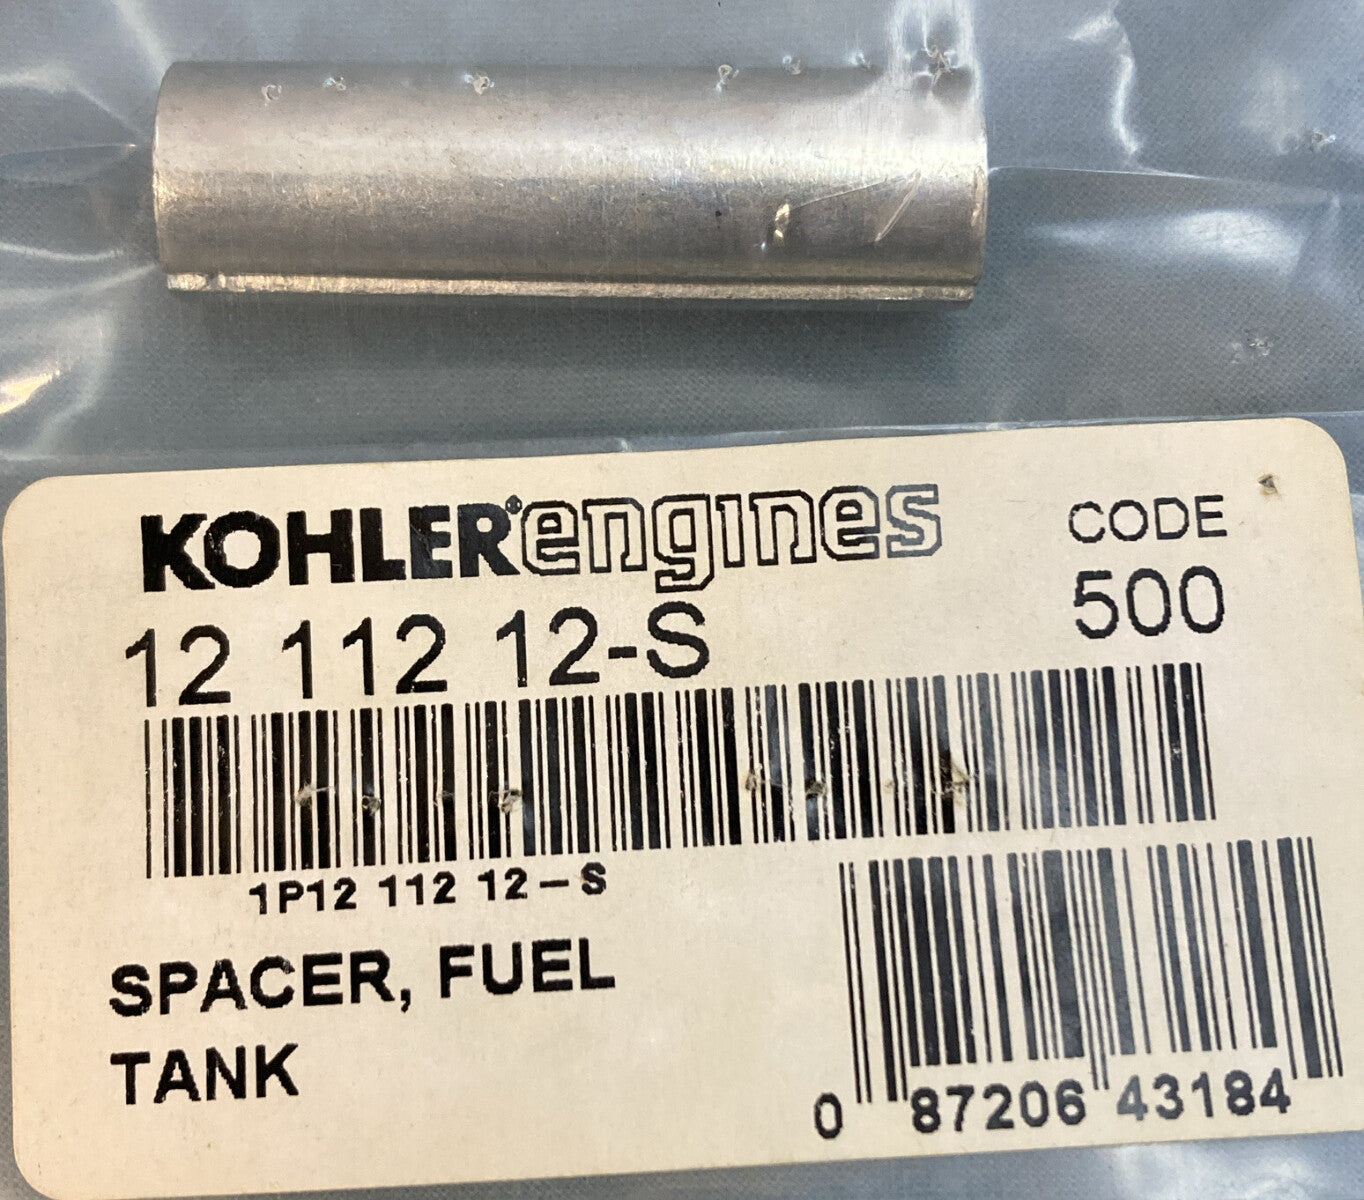 KOHLER® engines
CODE
12 112 12-S
500
1P12 112 12-S
SPACER, FUEL
TANK
0 87206 43184